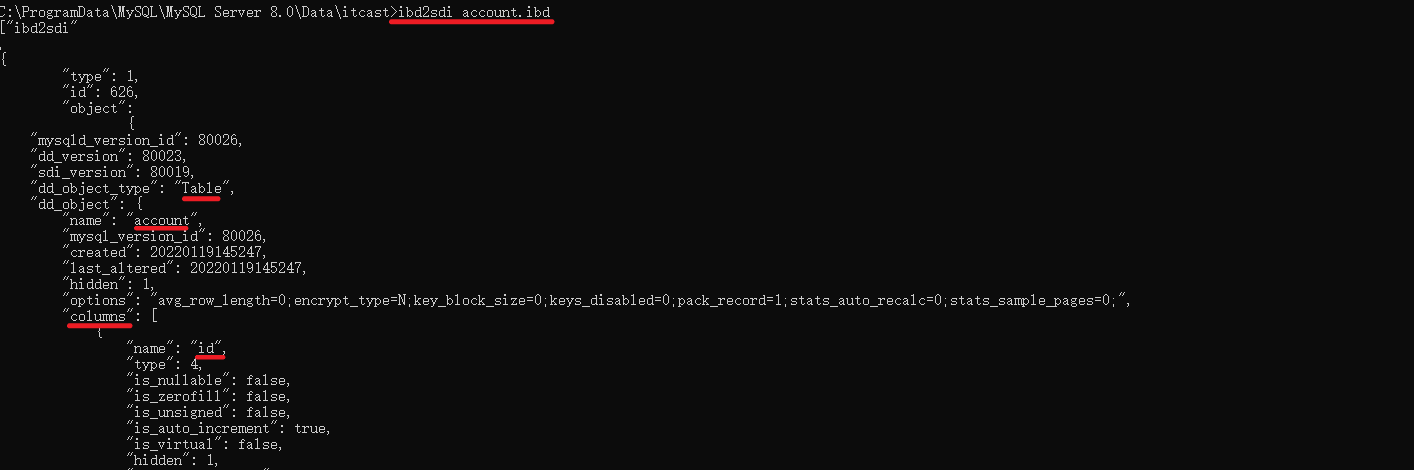 C:\ProgramData\MySQL\MySQL Server 8.0\Data\itcast>ibd2sdi account.ibd
["ibd2sdi"
,
{
"type": 1,
"id": 626,
"object":
{
"mysqld_version_id": 80026,
"dd_version": 80023,
"sdi_version": 80019,
"dd_object_type": "Table",
"dd_object": {
"name": "account",
"mysql_version_id": 80026,
"created": 20220119145247,
"last_altered": 20220119145247,
"hidden": 1,
"options": "avg_row_length=0;encrypt_type=N;key_block_size=0;keys_disabled=0;pack_record=1;stats_auto_recalc=0;stats_sample_pages=0;",
"columns": [
{
"name": "id",
"type": 4,
"is_nullable": false,
"is_zerofill": false,
"is_unsigned": false,
"is_auto_increment": true,
"is_virtual": false,
"hidden": 1,